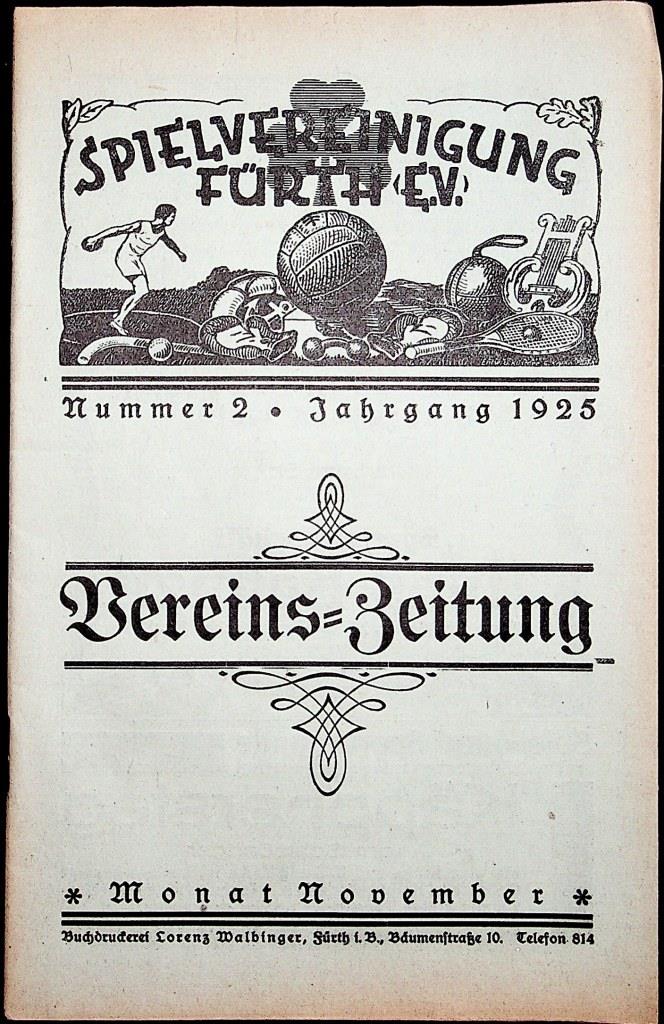 SPIELVEREINIGUNG
FÜRTH (E.V.)
Nummer 2 • Jahrgang 1925
Vereins=Zeitung
* Monat November *
Buchdruckerei Lorenz Walbinger, Fürth i. B., Bäumenstraße 10. Telefon 814